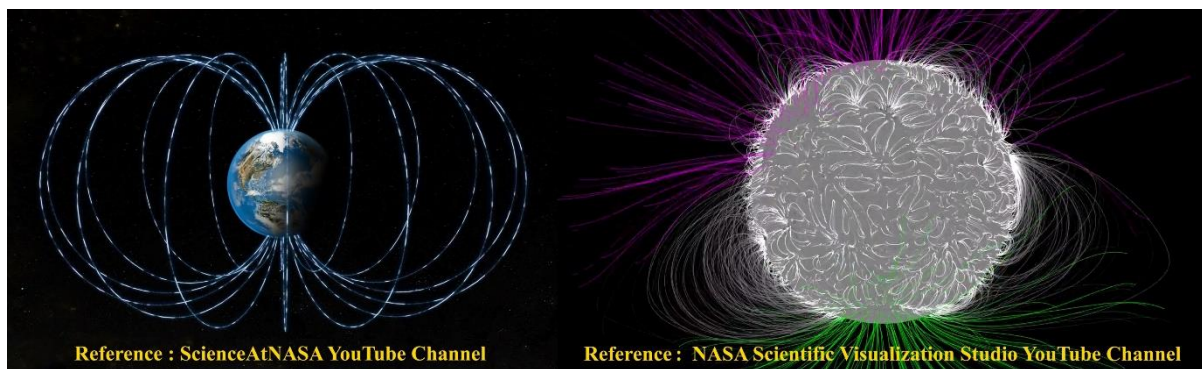 Reference : ScienceAtNASA YouTube Channel
Reference : NASA Scientific Visualization Studio YouTube Channel